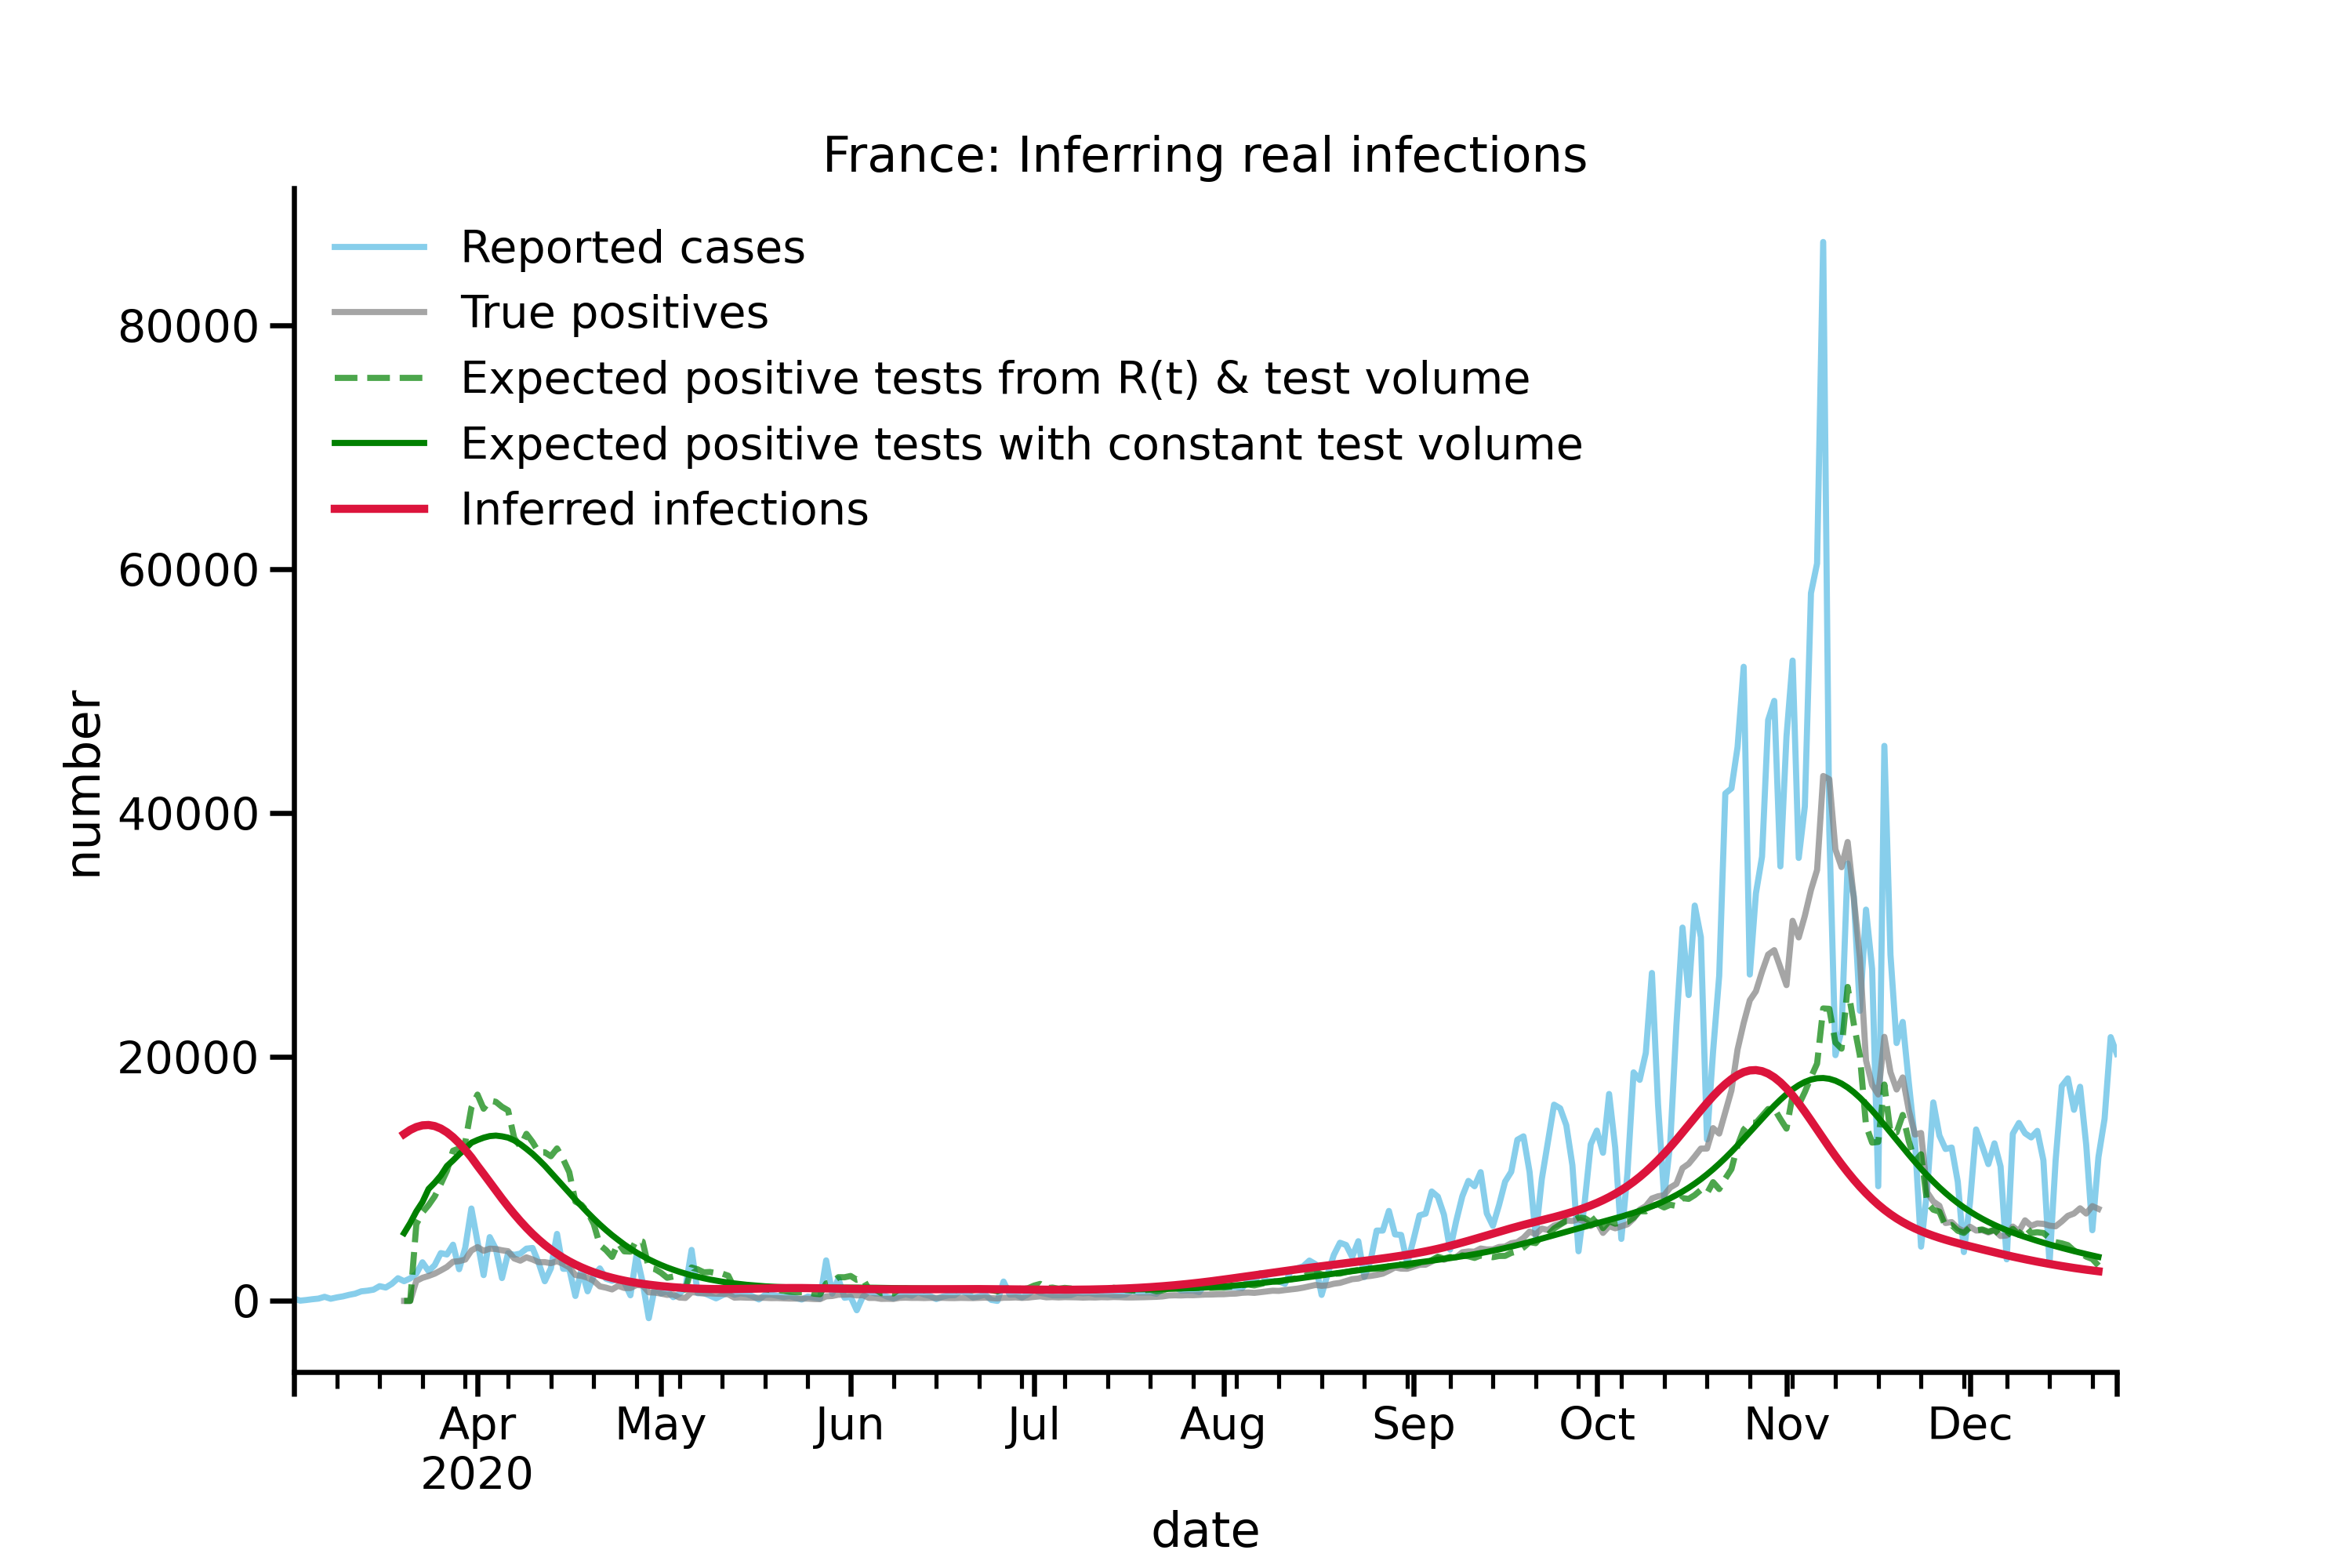 France: Inferring real infections
Reported cases
True positives
Expected positive tests from R(t) & test volume
Expected positive tests with constant test volume
Inferred infections
80000
60000
40000
20000
0
number
Apr May Jun Jul Aug Sep Oct Nov Dec
2020
date